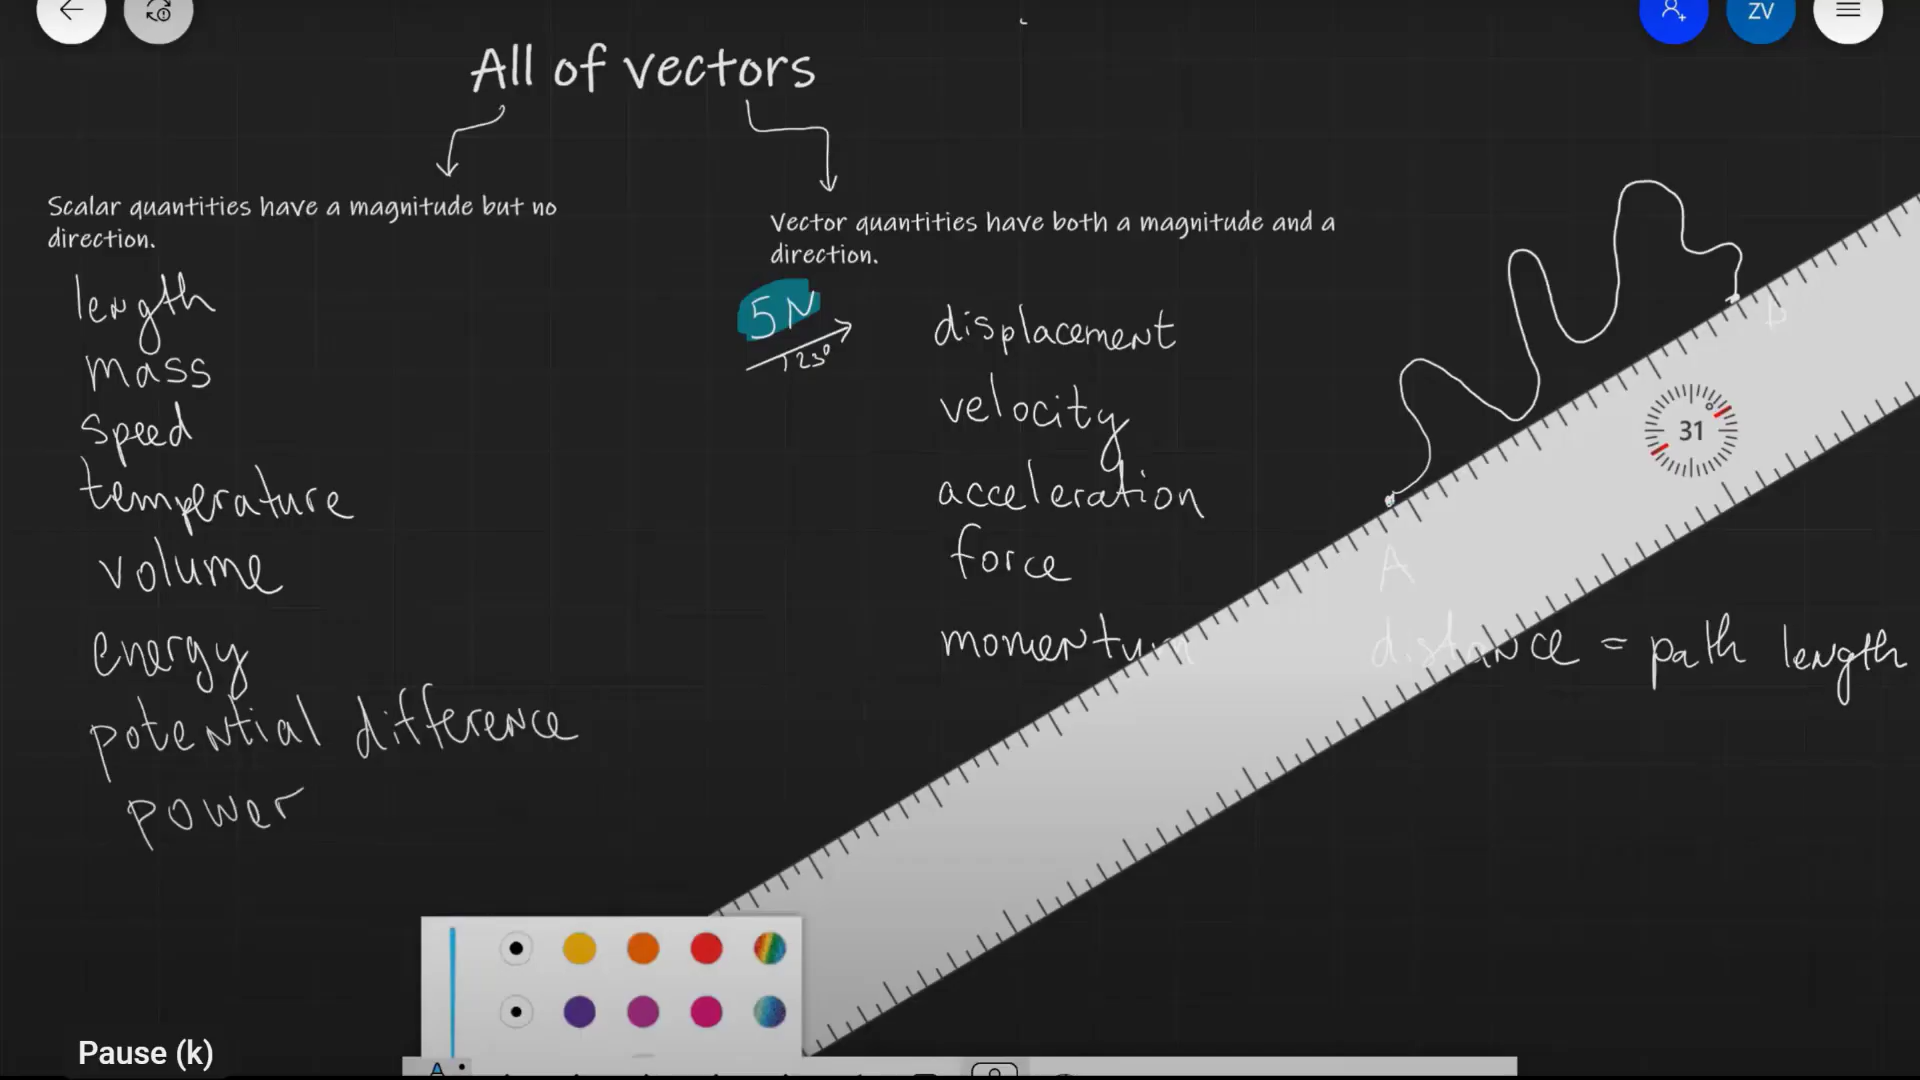 ZV
All of vectors
Scalar quantities have a magnitude but no
direction.
length
mass
speed
temperature
volume
energy
potential difference
power
Vector quantities have both a magnitude and a
direction.
5N
23°
displacement
velocity
acceleration
force
momentum
31
A
distance = path length
Pause (k)